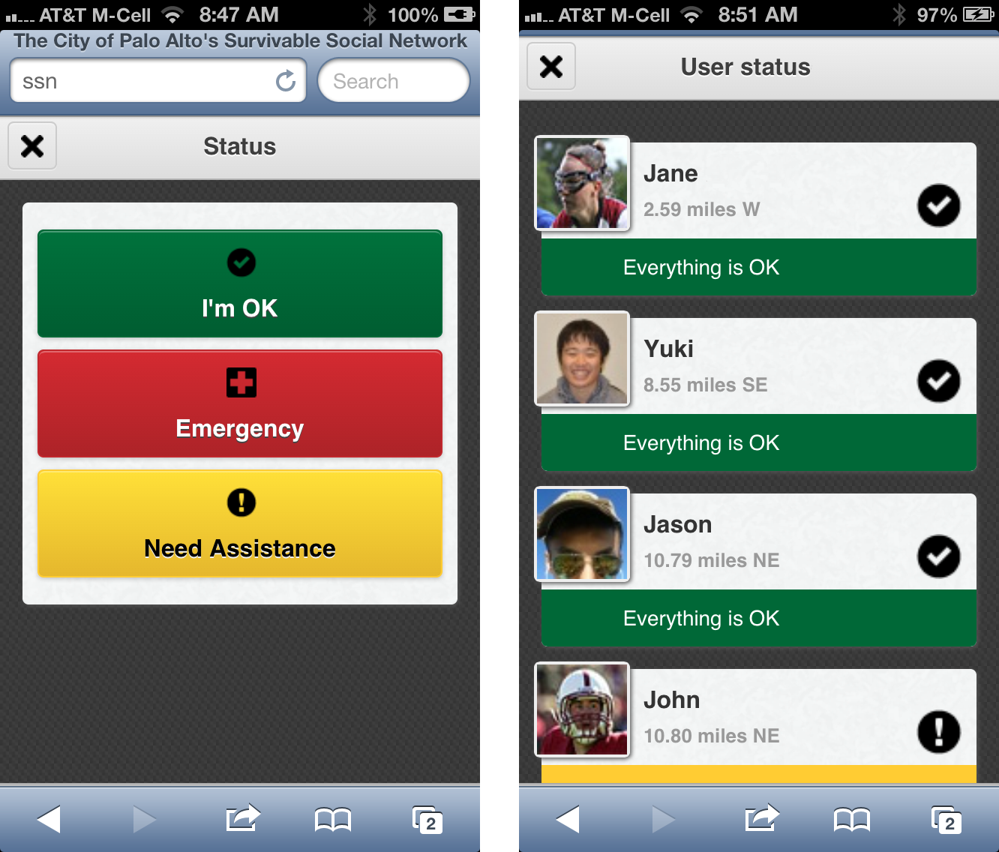 AT&T M-Cell 8:47 AM 100%
The City of Palo Alto's Survivable Social Network
ssn
Search
Status
I'm OK
Emergency
Need Assistance
2
AT&T M-Cell 8:51 AM 97%
User status
Jane
2.59 miles W
Everything is OK
Yuki
8.55 miles SE
Everything is OK
Jason
10.79 miles NE
Everything is OK
John
10.80 miles NE
2